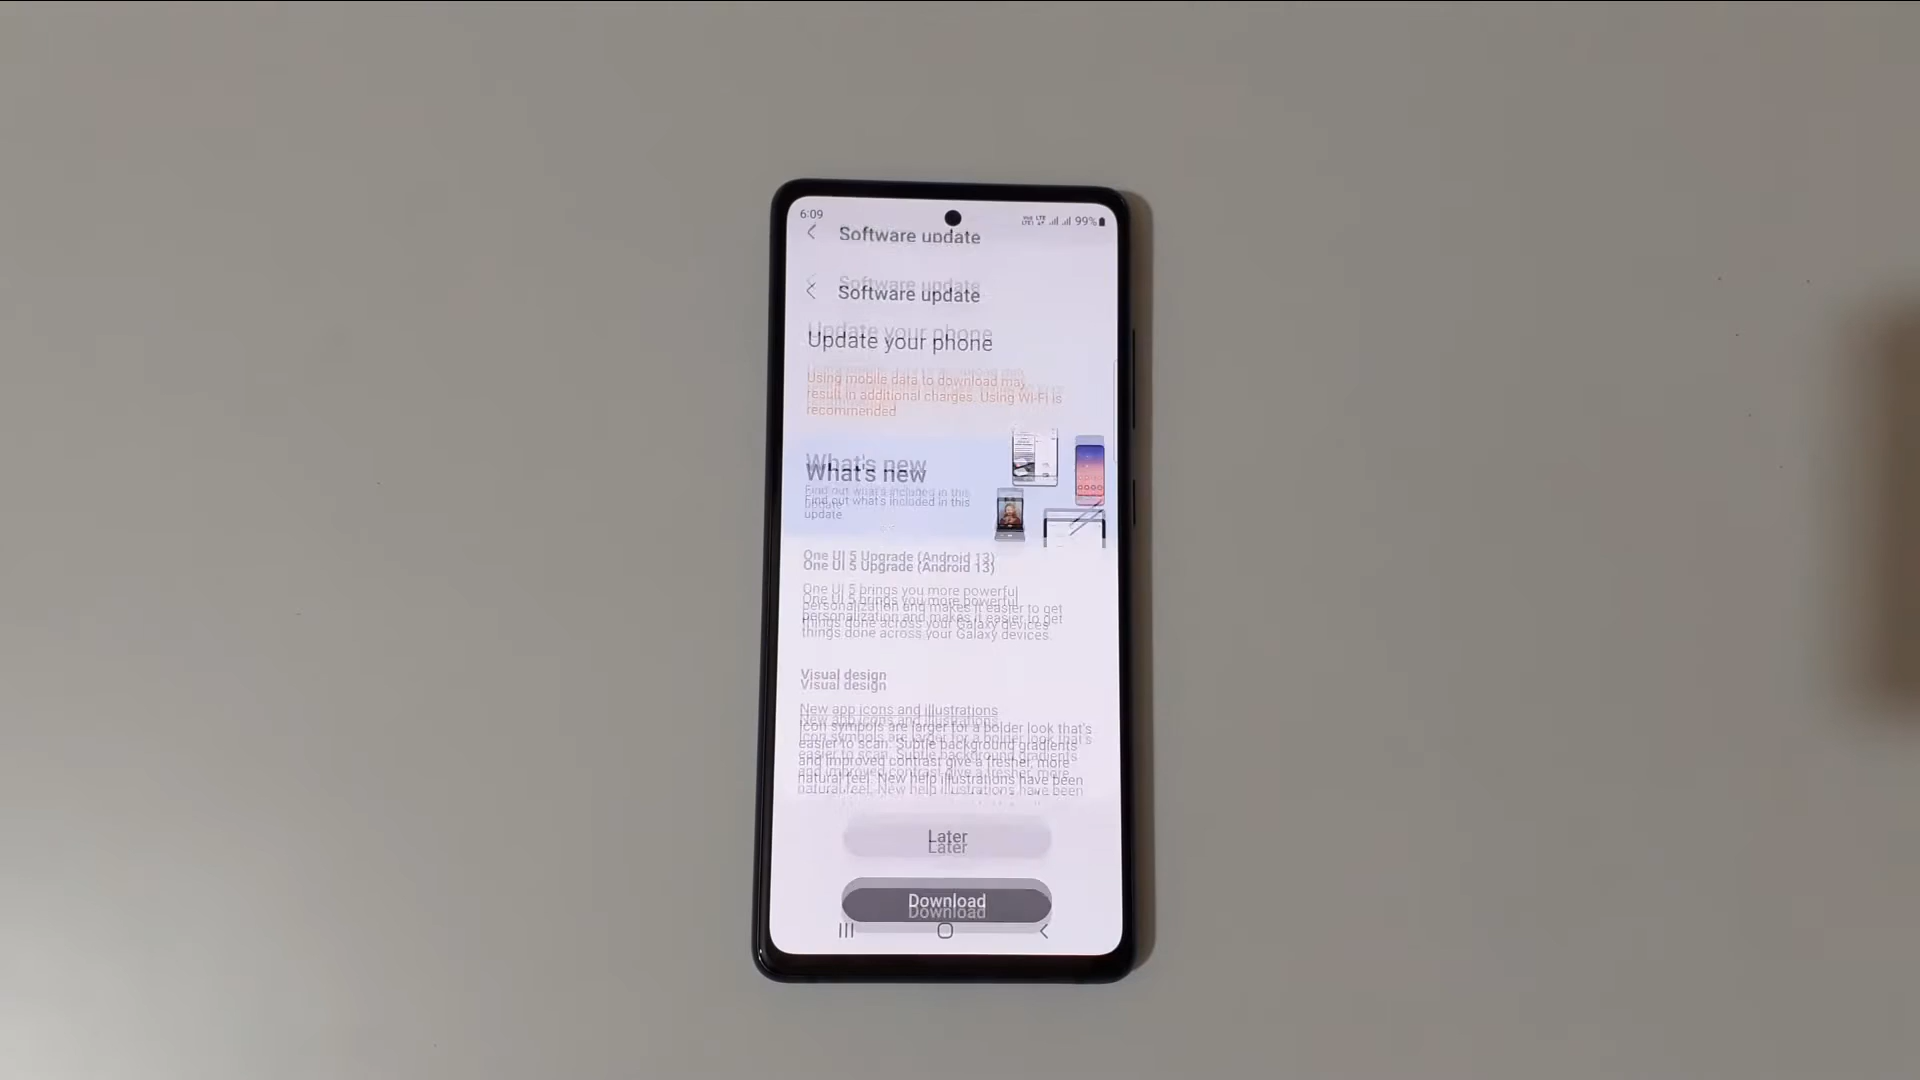 6:09
VoLTE1 LTE 99%
Software update
Software update
Update your phone
Using mobile data to download may
result in additional charges. Using Wi-Fi is
recommended
What's new
Find out what's included in this
update.
One UI 5 Upgrade (Android 13)
One UI 5 brings you more powerful
personalization and makes it easier to get
things done across your Galaxy devices.
Visual design
New app icons and illustrations
Icon symbols are larger for a bolder look that's
easier to scan. Subtle background gradients
and improved contrast give a fresher, more
natural feel. New help illustrations have been
Later
Download